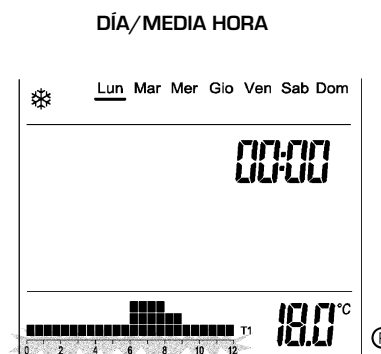 DÍA/MEDIA HORA
Lun Mar Mer Gio Ven Sab Dom
00:00
T1
18.0°C
0 2 4 6 8 10 12